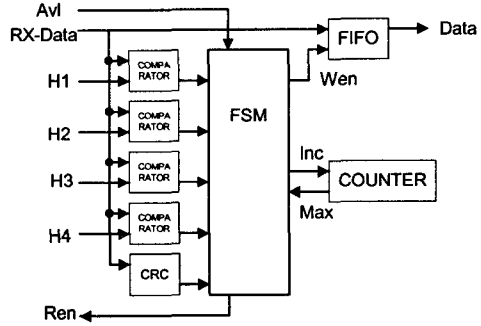 Avl
RX-Data
FIFO
Data
COMPA
RATOR
H1
Wen
FSM
COMPA
RATOR
H2
COMPA
RATOR
Inc
H3
COUNTER
Max
COMPA
RATOR
H4
CRC
Ren